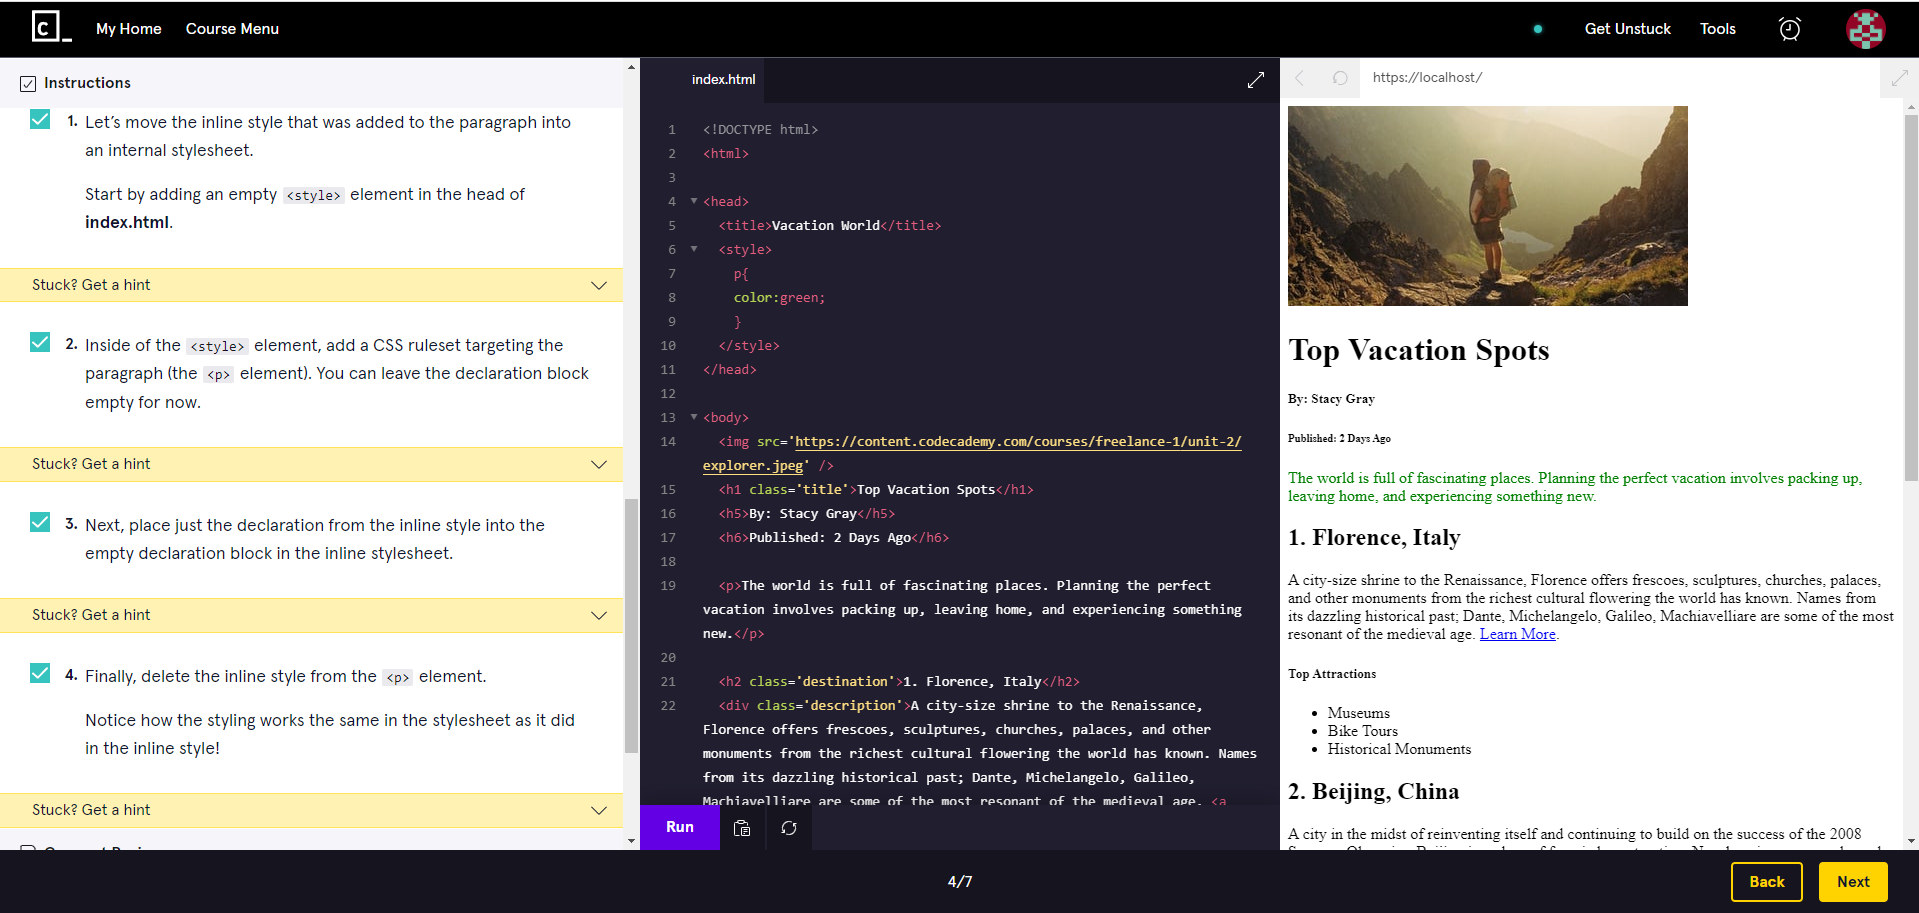 C_
My Home
Course Menu
Get Unstuck
Tools
Instructions
1. Let's move the inline style that was added to the paragraph into
an internal stylesheet.
Start by adding an empty <style> element in the head of
index.html.
Stuck? Get a hint
2. Inside of the <style> element, add a CSS ruleset targeting the
paragraph (the <p> element). You can leave the declaration block
empty for now.
Stuck? Get a hint
3. Next, place just the declaration from the inline style into the
empty declaration block in the inline stylesheet.
Stuck? Get a hint
4. Finally, delete the inline style from the <p> element.
Notice how the styling works the same in the stylesheet as it did
in the inline style!
Stuck? Get a hint
index.html
1 <!DOCTYPE html>
2 <html>
3
4 <head>
5 <title>Vacation World</title>
6 <style>
7 p{
8 color:green;
9 }
10 </style>
11 </head>
12
13 <body>
14 <img src='https://content.codecademy.com/courses/freelance-1/unit-2/
explorer.jpeg' />
15 <h1 class='title'>Top Vacation Spots</h1>
16 <h5>By: Stacy Gray</h5>
17 <h6>Published: 2 Days Ago</h6>
18
19 <p>The world is full of fascinating places. Planning the perfect
vacation involves packing up, leaving home, and experiencing something
new.</p>
20
21 <h2 class='destination'>1. Florence, Italy</h2>
22 <div class='description'>A city-size shrine to the Renaissance,
Florence offers frescoes, sculptures, churches, palaces, and other
monuments from the richest cultural flowering the world has known. Names
from its dazzling historical past; Dante, Michelangelo, Galileo,
Machiavelliare are some of the most resonant of the medieval age. <a
Run
https://localhost/
Top Vacation Spots
By: Stacy Gray
Published: 2 Days Ago
The world is full of fascinating places. Planning the perfect vacation involves packing up,
leaving home, and experiencing something new.
1. Florence, Italy
A city-size shrine to the Renaissance, Florence offers frescoes, sculptures, churches, palaces,
and other monuments from the richest cultural flowering the world has known. Names from
its dazzling historical past; Dante, Michelangelo, Galileo, Machiavelliare are some of the most
resonant of the medieval age. Learn More.
Top Attractions
• Museums
• Bike Tours
• Historical Monuments
2. Beijing, China
A city in the midst of reinventing itself and continuing to build on the success of the 2008
4/7
Back
Next